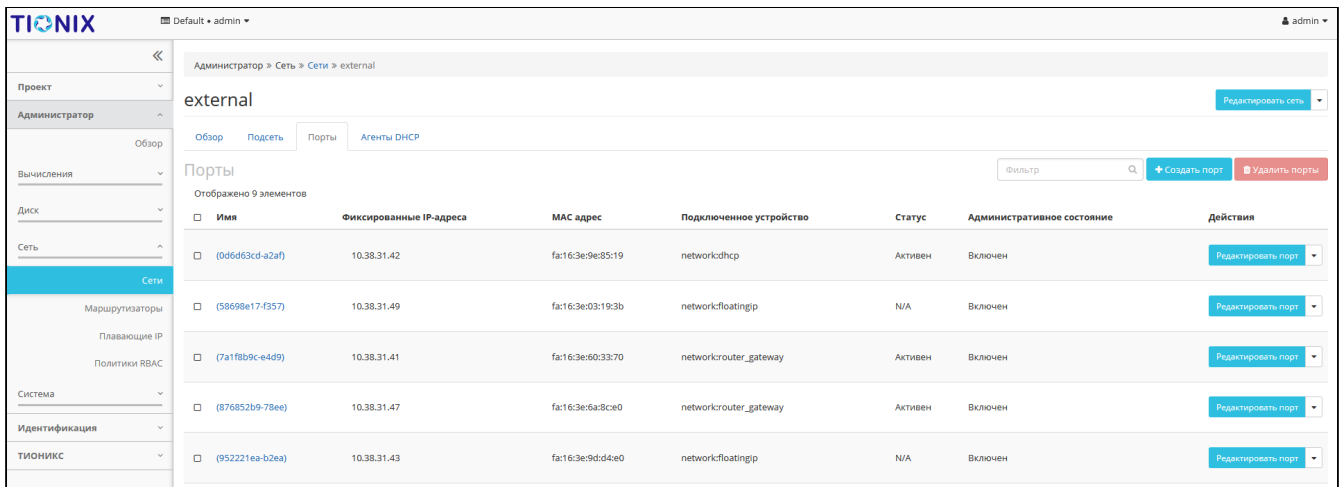 TIONIX
Default • admin
admin
Администратор » Сеть » Сети » external
Проект
Администратор
Обзор
Вычисления
Диск
Сеть
Сети
Маршрутизаторы
Плавающие IP
Политики RBAC
Система
Идентификация
ТИОНИКС
external
Редактировать сеть
Обзор Подсеть Порты Агенты DHCP
Порты
Фильтр
Создать порт
Удалить порты
Отображено 9 элементов
Имя Фиксированные IP-адреса MAC адрес Подключенное устройство Статус Административное состояние Действия
(0d6d63cd-a2af) 10.38.31.42 fa:16:3e:9e:85:19 network:dhcp Активен Включен Редактировать порт
(58698e17-f357) 10.38.31.49 fa:16:3e:03:19:3b network:floatingip N/A Включен Редактировать порт
(7a1f8b9c-e4d9) 10.38.31.41 fa:16:3e:60:33:70 network:router_gateway Активен Включен Редактировать порт
(876852b9-78ee) 10.38.31.47 fa:16:3e:6a:8c:e0 network:router_gateway Активен Включен Редактировать порт
(952221ea-b2ea) 10.38.31.43 fa:16:3e:9d:d4:e0 network:floatingip N/A Включен Редактировать порт